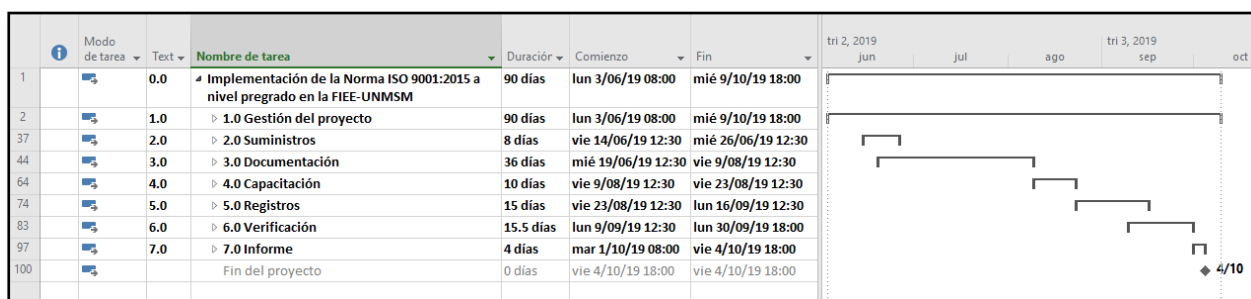 Modo de tarea Text Nombre de tarea Duración Comienzo Fin
tri 2, 2019 tri 3, 2019
jun jul ago sep oct
1 0.0 Implementación de la Norma ISO 9001:2015 a nivel pregrado en la FIEE-UNMSM 90 días lun 3/06/19 08:00 mié 9/10/19 18:00
2 1.0 1.0 Gestión del proyecto 90 días lun 3/06/19 08:00 mié 9/10/19 18:00
37 2.0 2.0 Suministros 8 días vie 14/06/19 12:30 mié 26/06/19 12:30
44 3.0 3.0 Documentación 36 días mié 19/06/19 12:30 vie 9/08/19 12:30
64 4.0 4.0 Capacitación 10 días vie 9/08/19 12:30 vie 23/08/19 12:30
74 5.0 5.0 Registros 15 días vie 23/08/19 12:30 lun 16/09/19 12:30
83 6.0 6.0 Verificación 15.5 días lun 9/09/19 12:30 lun 30/09/19 18:00
97 7.0 7.0 Informe 4 días mar 1/10/19 08:00 vie 4/10/19 18:00
100 Fin del proyecto 0 días vie 4/10/19 18:00 vie 4/10/19 18:00 4/10